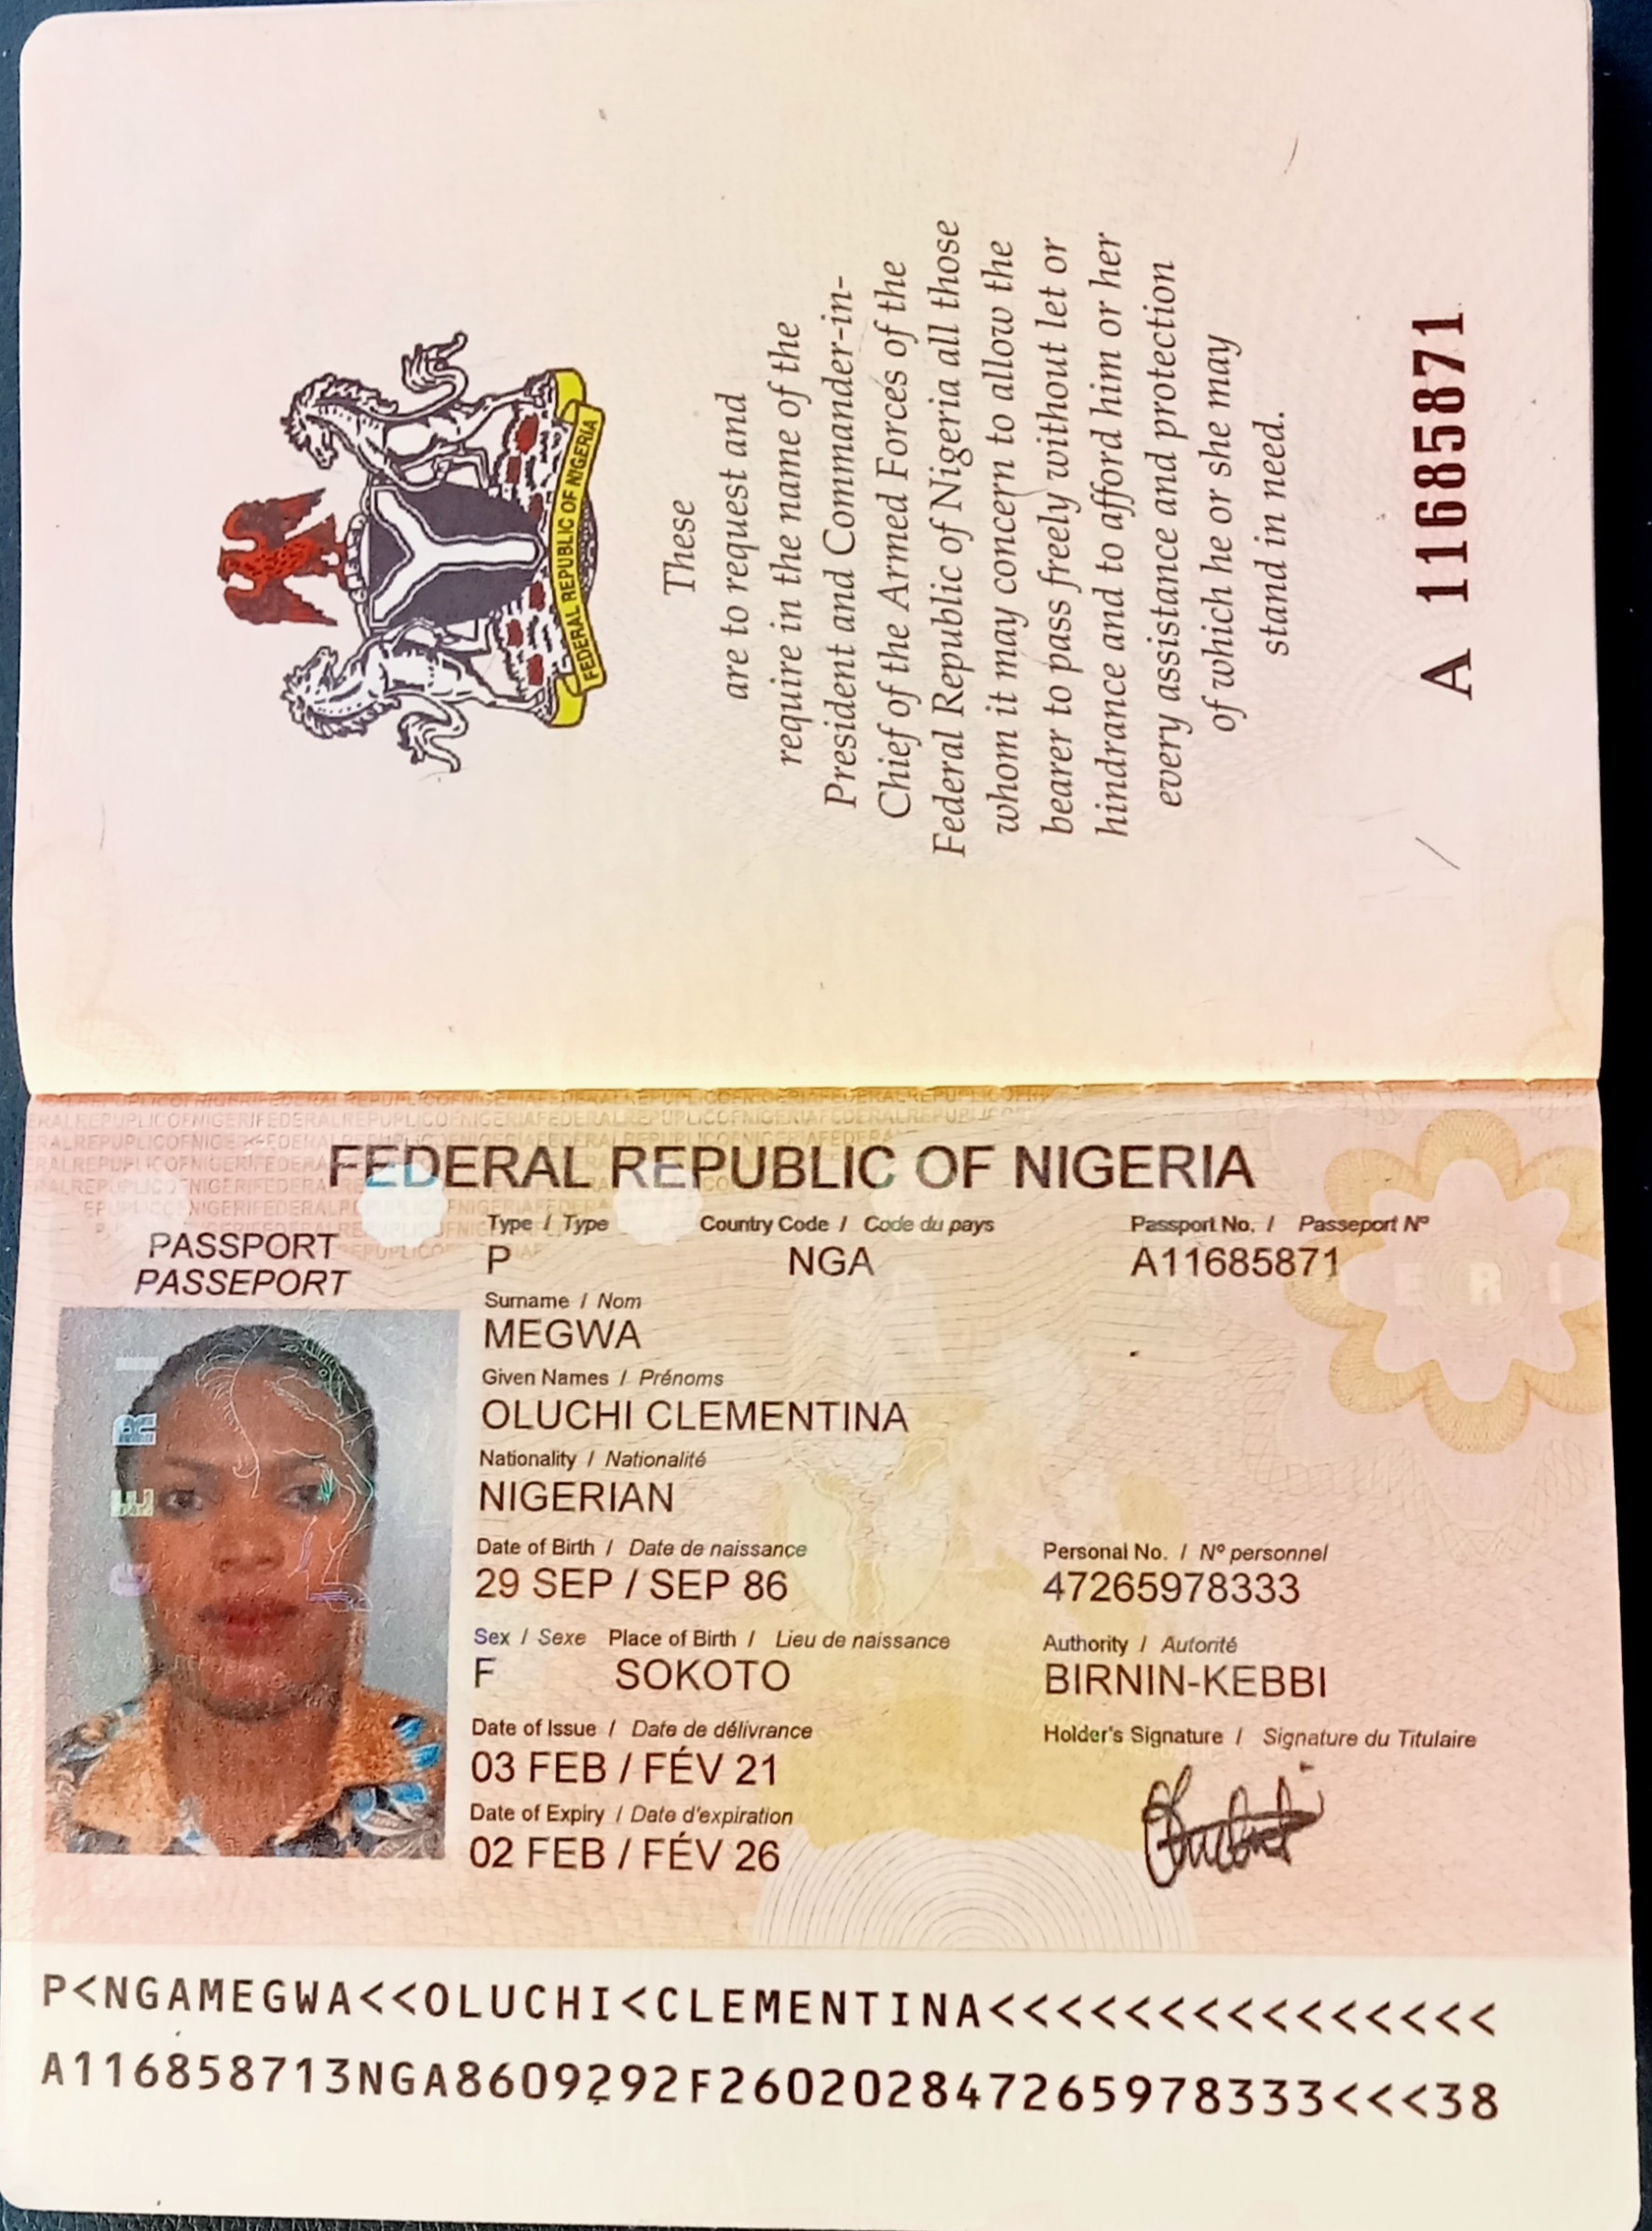 FEDERAL REPUBLIC OF NIGERIA
These
are to request and
require in the name of the
President and Commander-in-
Chief of the Armed Forces of the
Federal Republic of Nigeria all those
whom it may concern to allow the
bearer to pass freely without let or
hindrance and to afford him or her
every assistance and protection
of which he or she may
stand in need.
A 11685871
FEDERAL REPUBLIC OF NIGERIA
PASSPORT
PASSEPORT
Type / Type Country Code / Code du pays Passport No. / Passeport Nº
P NGA A11685871
Surname / Nom
MEGWA
Given Names / Prénoms
OLUCHI CLEMENTINA
Nationality / Nationalité
NIGERIAN
Date of Birth / Date de naissance Personal No. / Nº personnel
29 SEP / SEP 86 47265978333
Sex / Sexe Place of Birth / Lieu de naissance Authority / Autorité
F SOKOTO BIRNIN-KEBBI
Date of Issue / Date de délivrance Holder's Signature / Signature du Titulaire
03 FEB / FÉV 21
Date of Expiry / Date d'expiration
02 FEB / FÉV 26
P<NGAMEGWA<<OLUCHI<CLEMENTINA<<<<<<<<<<<<<<<
A116858713NGA8609292F260202847265978333<<<38